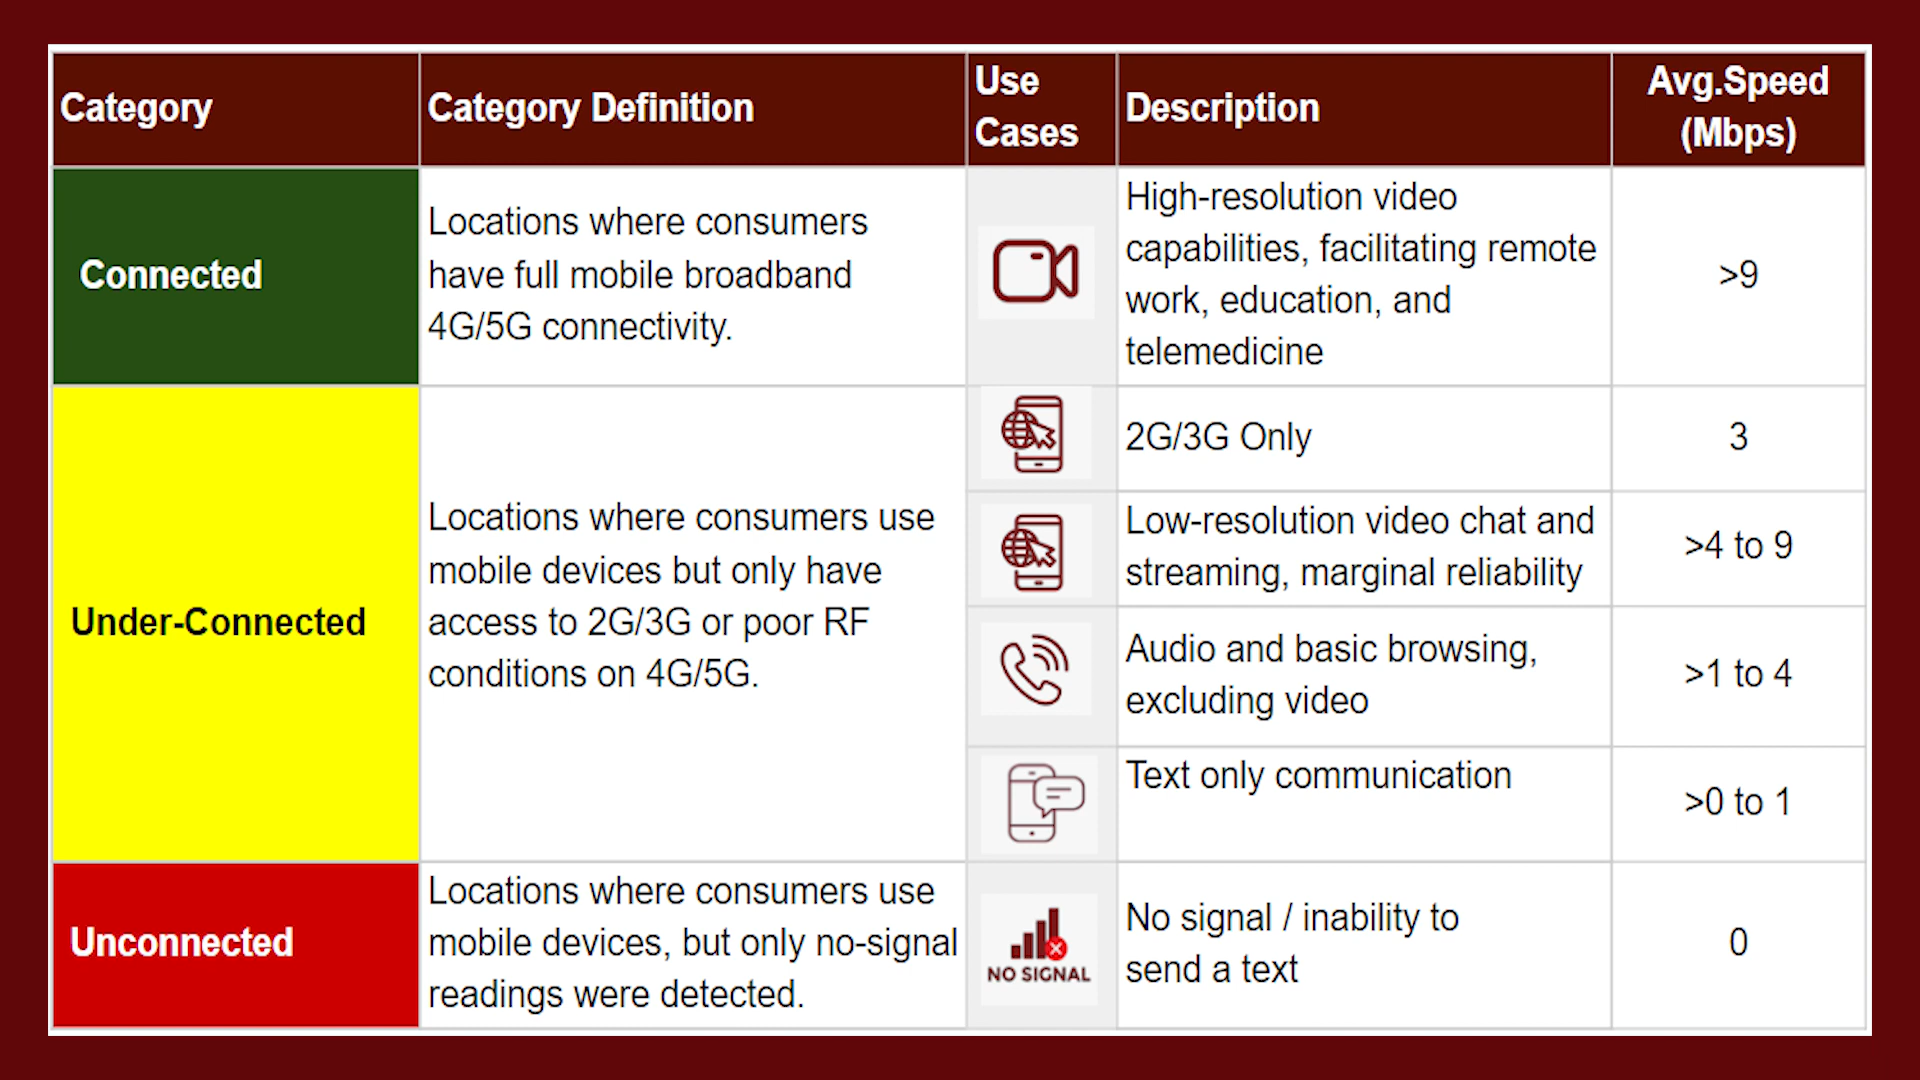 Category
Category Definition
Use
Cases
Description
Avg.Speed
(Mbps)
Connected
Locations where consumers
have full mobile broadband
4G/5G connectivity.
High-resolution video
capabilities, facilitating remote
work, education, and
telemedicine
>9
Under-Connected
Locations where consumers use
mobile devices but only have
access to 2G/3G or poor RF
conditions on 4G/5G.
2G/3G Only
3
Low-resolution video chat and
streaming, marginal reliability
>4 to 9
Audio and basic browsing,
excluding video
>1 to 4
Text only communication
>0 to 1
Unconnected
Locations where consumers use
mobile devices, but only no-signal
readings were detected.
NO SIGNAL
No signal / inability to
send a text
0